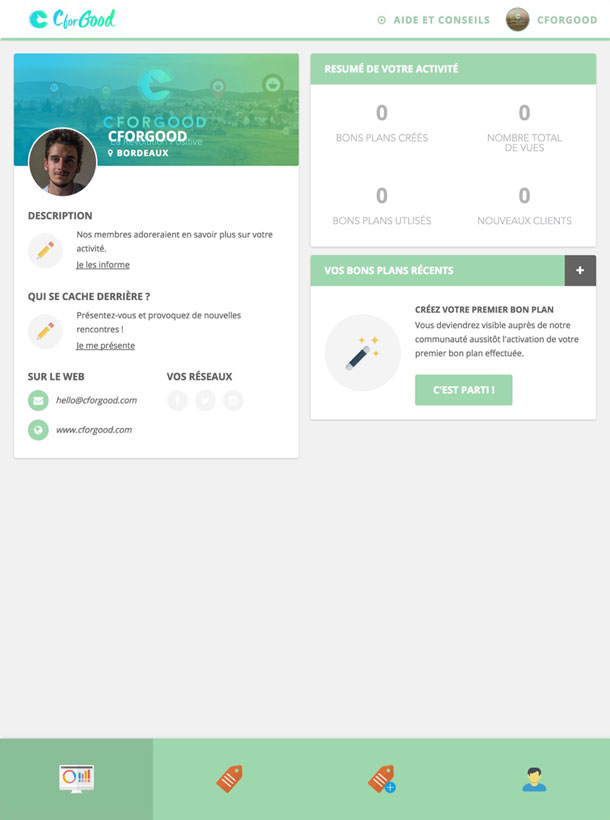 CforGood
AIDE ET CONSEILS
CFORGOOD
CFORGOOD
CFORGOOD
La Révolution Positive
BORDEAUX
DESCRIPTION
Nos membres adoreraient en savoir plus sur votre
activité.
Je les informe
QUI SE CACHE DERRIÈRE ?
Présentez-vous et provoquez de nouvelles
rencontres !
Je me présente
SUR LE WEB
VOS RÉSEAUX
hello@cforgood.com
www.cforgood.com
RESUMÉ DE VOTRE ACTIVITÉ
0
0
BONS PLANS CRÉÉS
NOMBRE TOTAL
DE VUES
0
0
BONS PLANS UTLISÉS
NOUVEAUX CLIENTS
VOS BONS PLANS RÉCENTS
CRÉEZ VOTRE PREMIER BON PLAN
Vous deviendrez visible auprès de notre
communauté aussitôt l'activation de votre
premier bon plan effectuée.
C'EST PARTI !